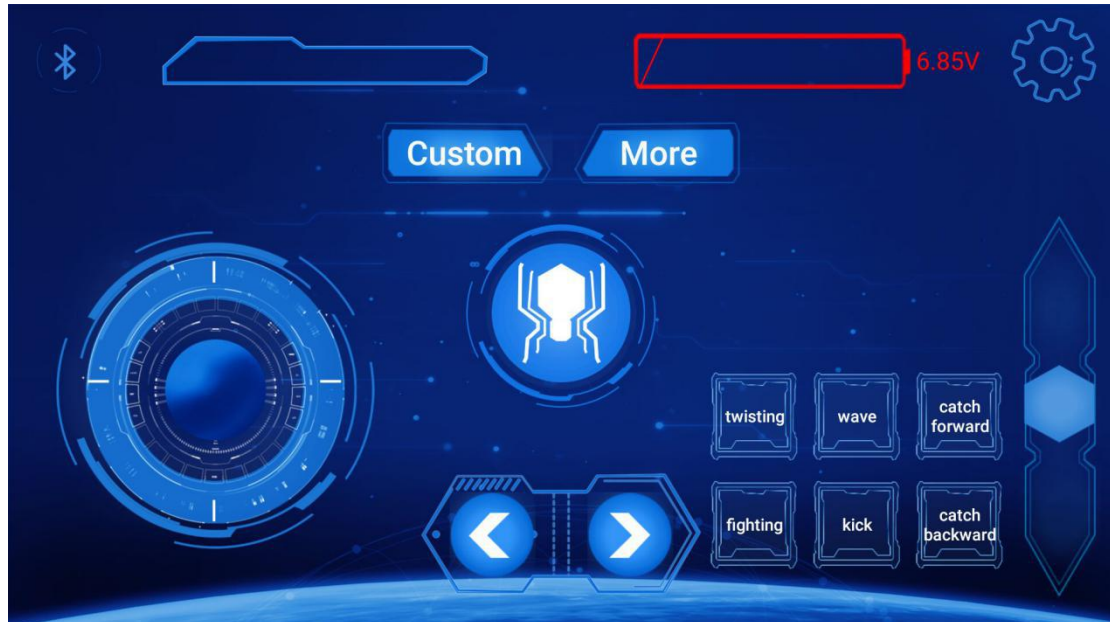 6.85V
Custom
More
twisting
wave
catch
forward
fighting
kick
catch
backward